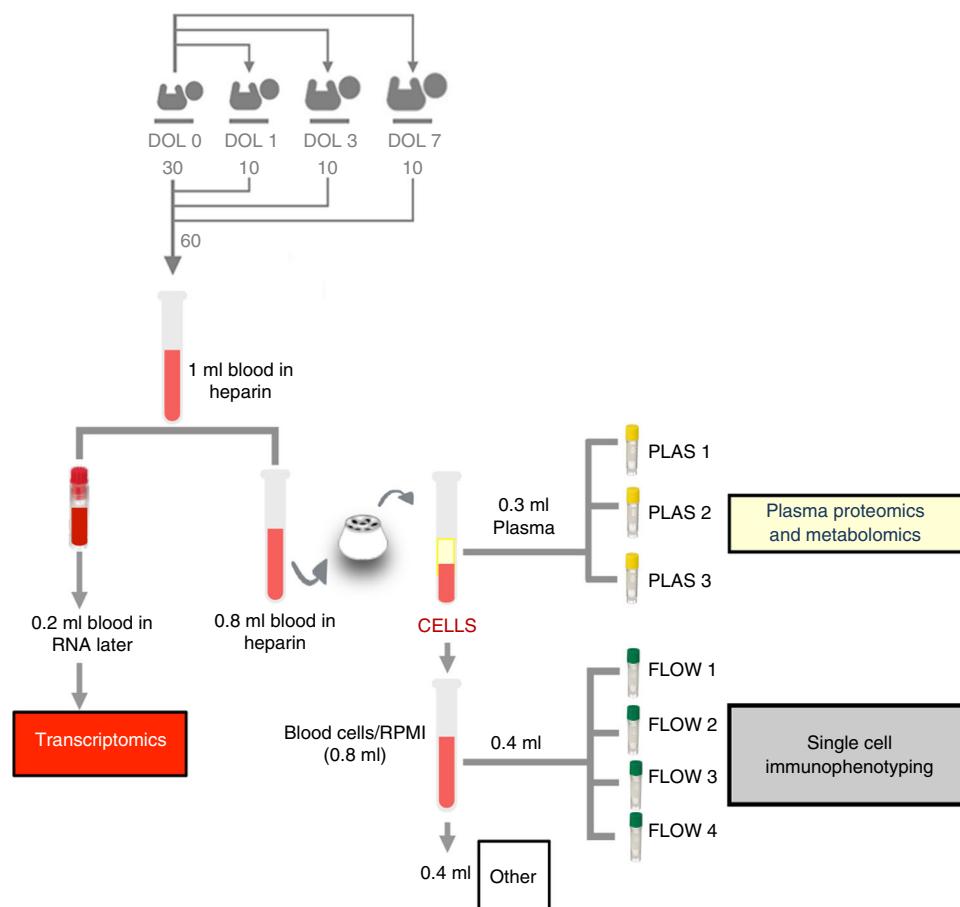 DOL 0 DOL 1 DOL 3 DOL 7
30 10 10 10
60
1 ml blood in
heparin
0.2 ml blood in
RNA later
Transcriptomics
0.8 ml blood in
heparin
0.3 ml
Plasma
PLAS 1
PLAS 2
PLAS 3
Plasma proteomics
and metabolomics
CELLS
Blood cells/RPMI
(0.8 ml)
0.4 ml
FLOW 1
FLOW 2
FLOW 3
FLOW 4
Single cell
immunophenotyping
0.4 ml
Other